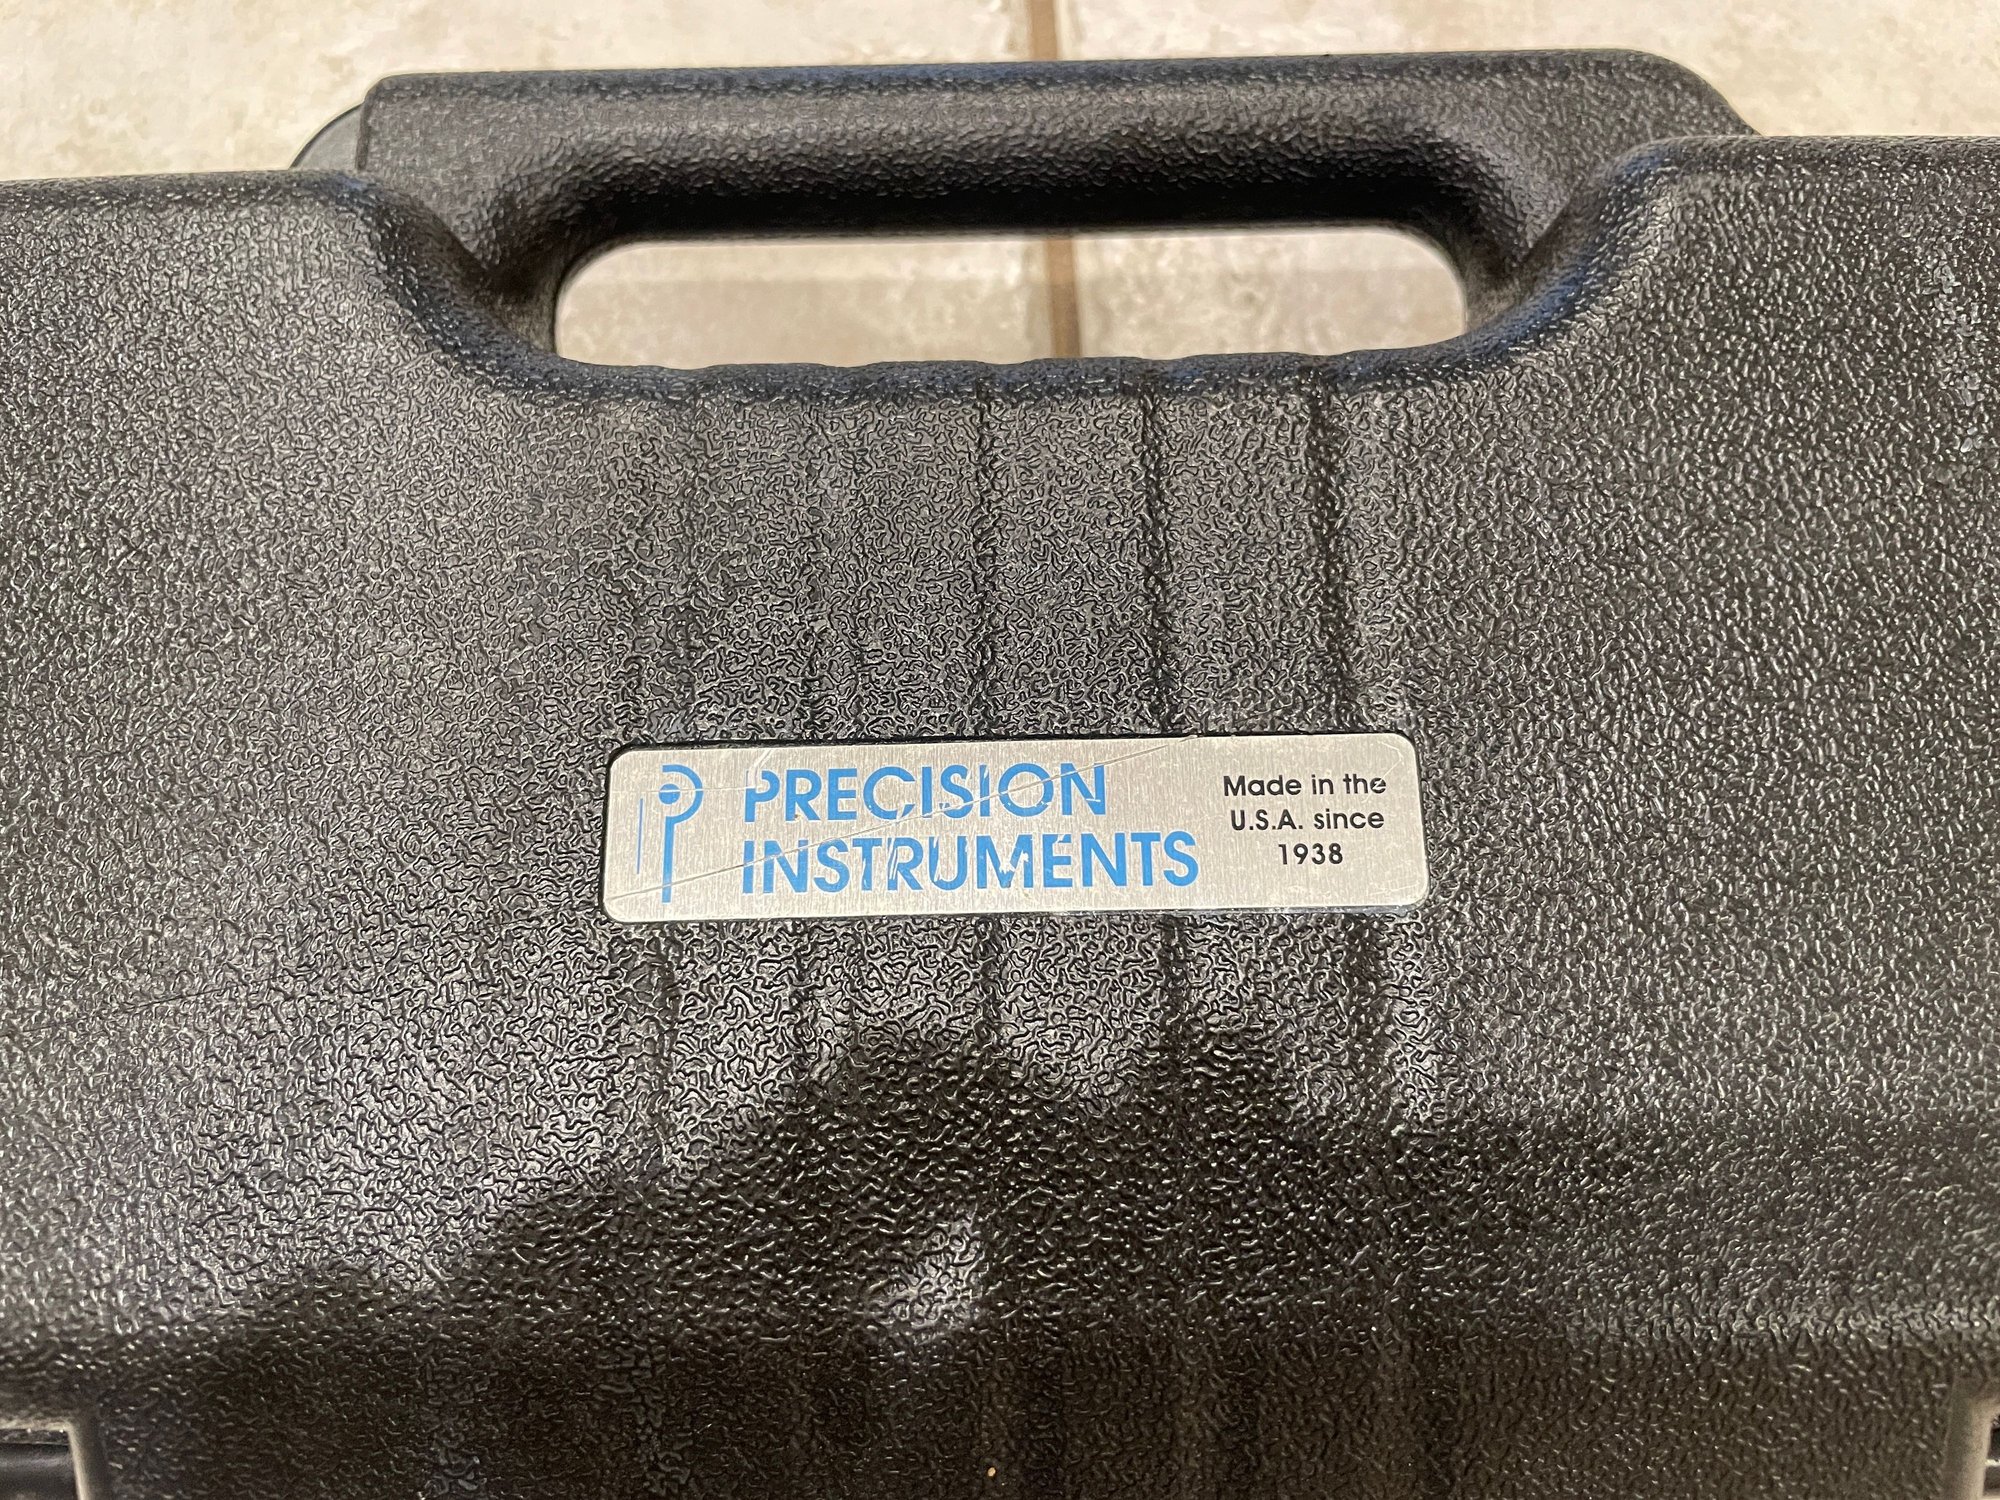 PRECISION
INSTRUMENTS
Made in the
U.S.A. since
1938